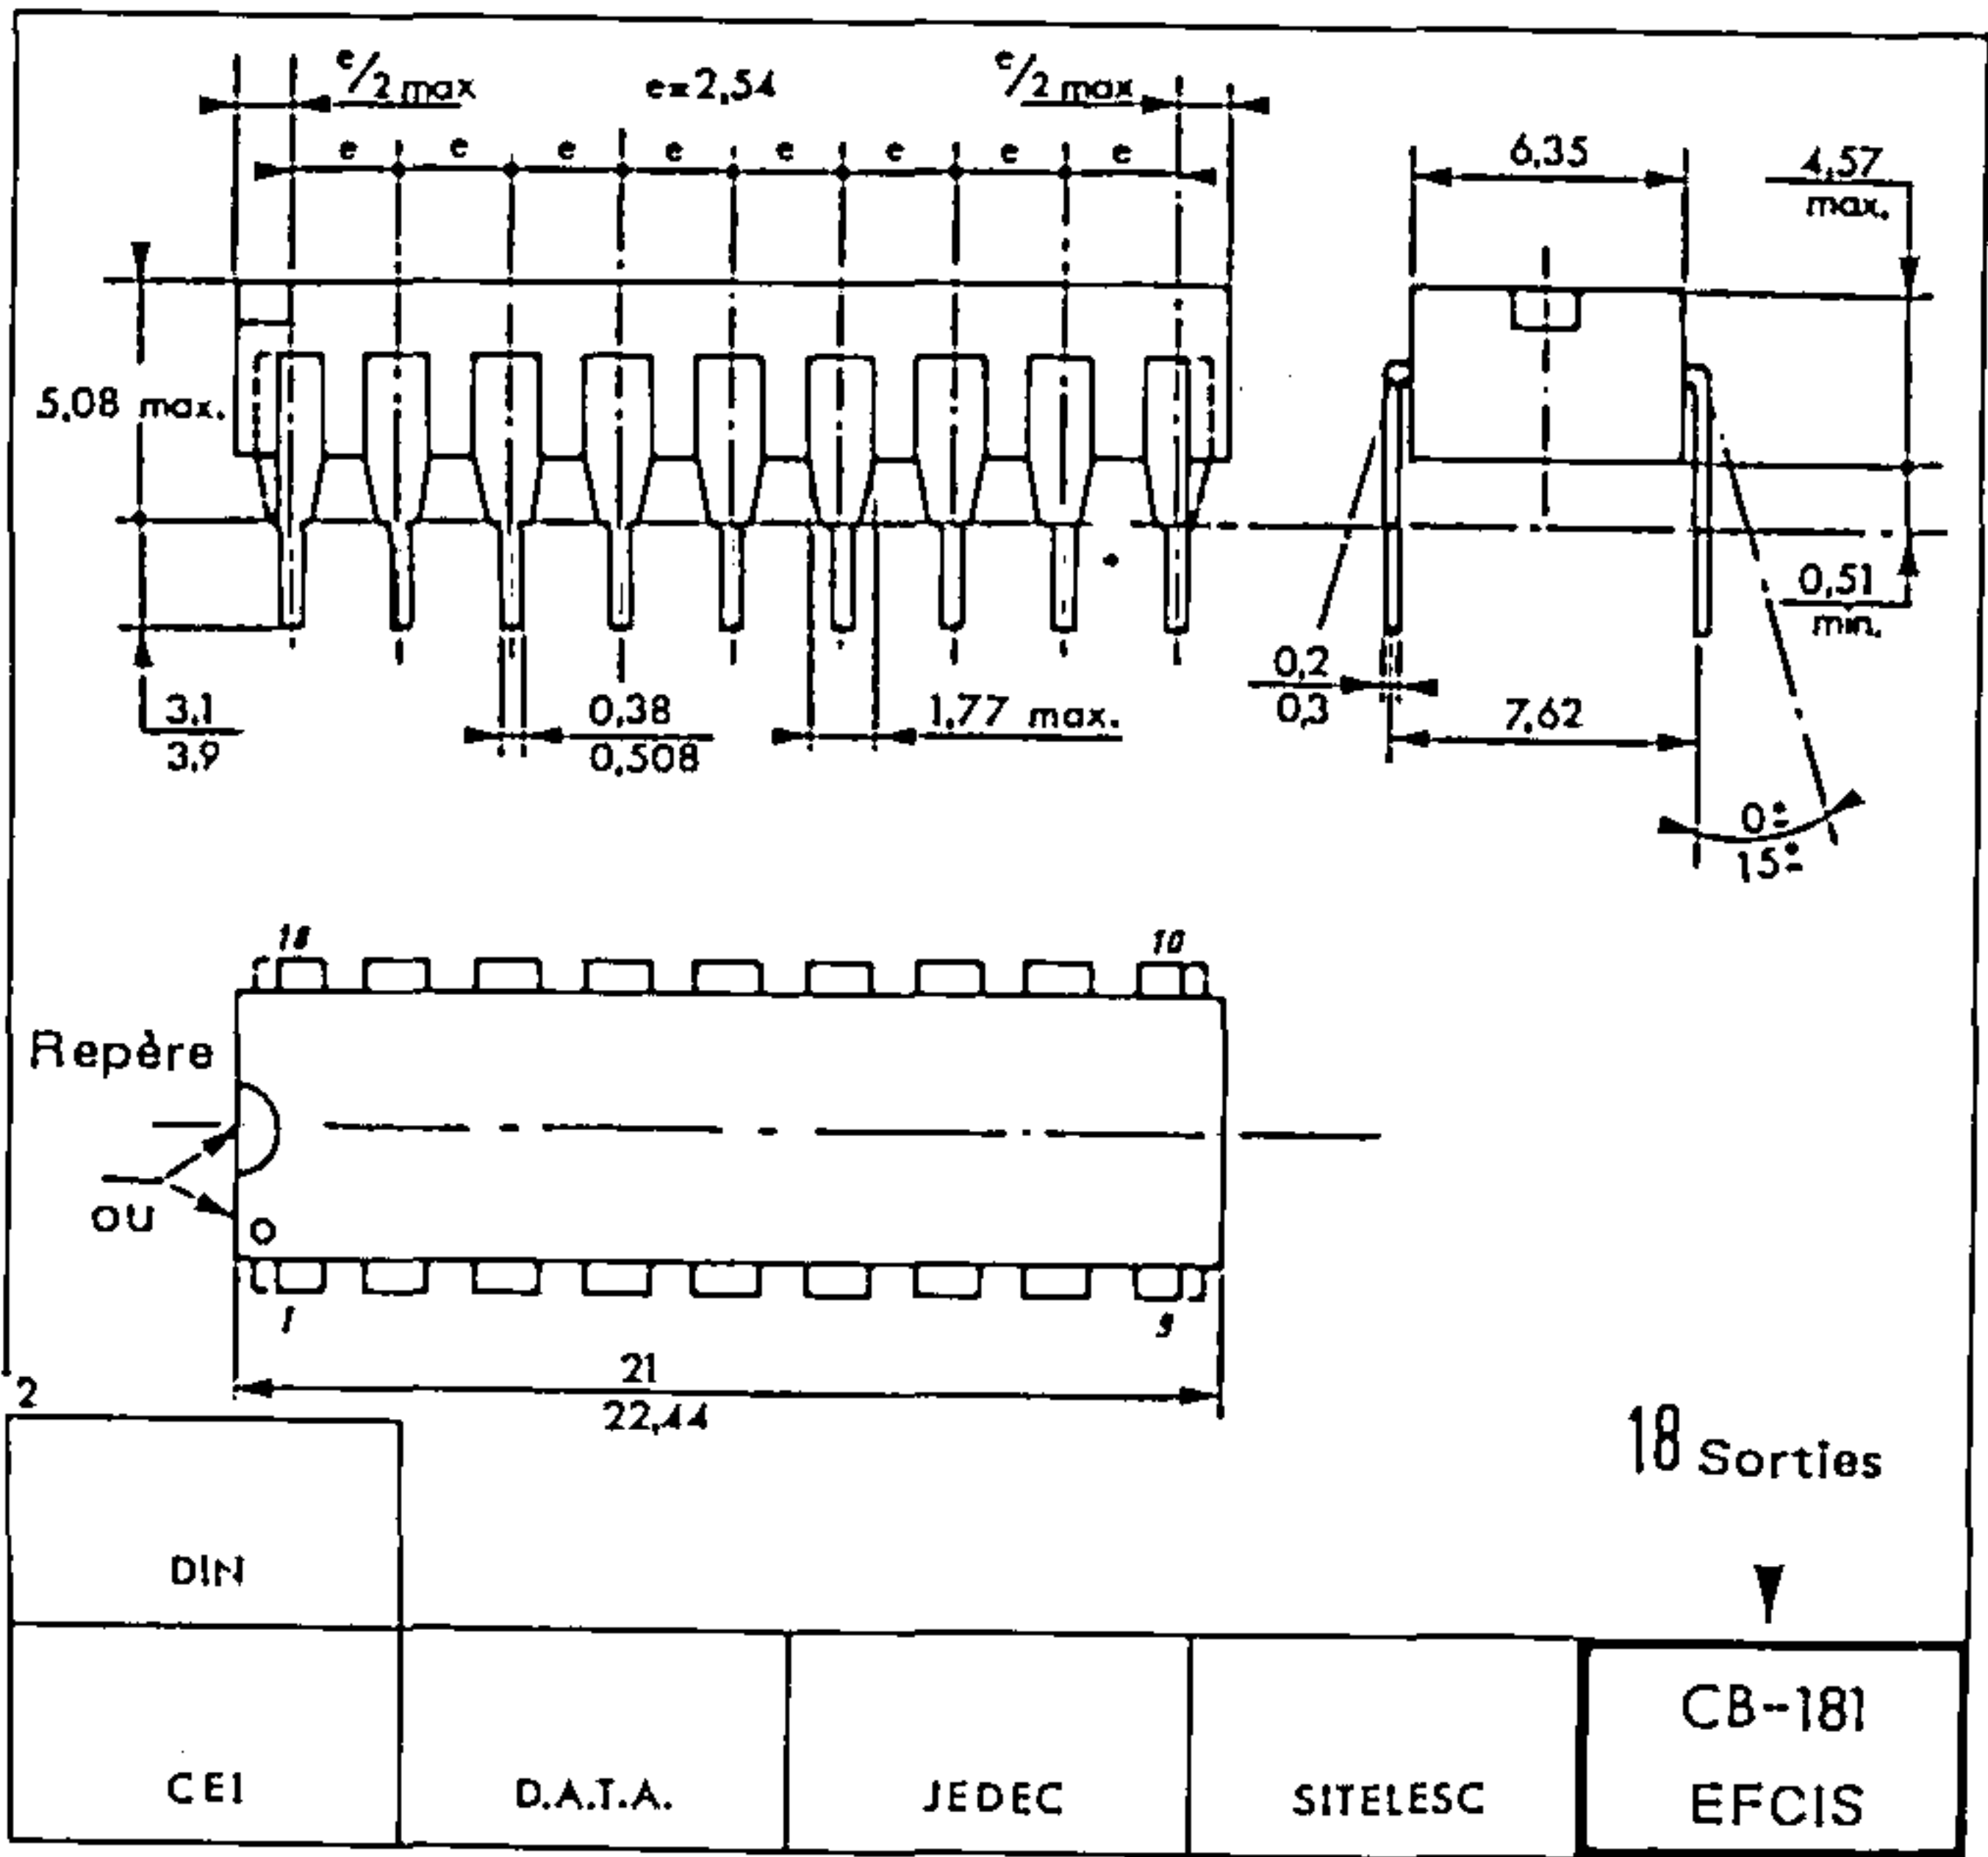 e/2 max
e=2,54
e/2 max
e e e e e e e e
6,35
4,57
max.
5,08 max.
0,51
min.
3,1
3,9
0,38
0,508
1,77 max.
0,2
0,3
7,62
0°
15°
18
10
Repère
ou
1
9
21
22,44
2
18 Sorties
DIN
CEI
D.A.T.A.
JEDEC
SITELESC
CB-181
EFCIS